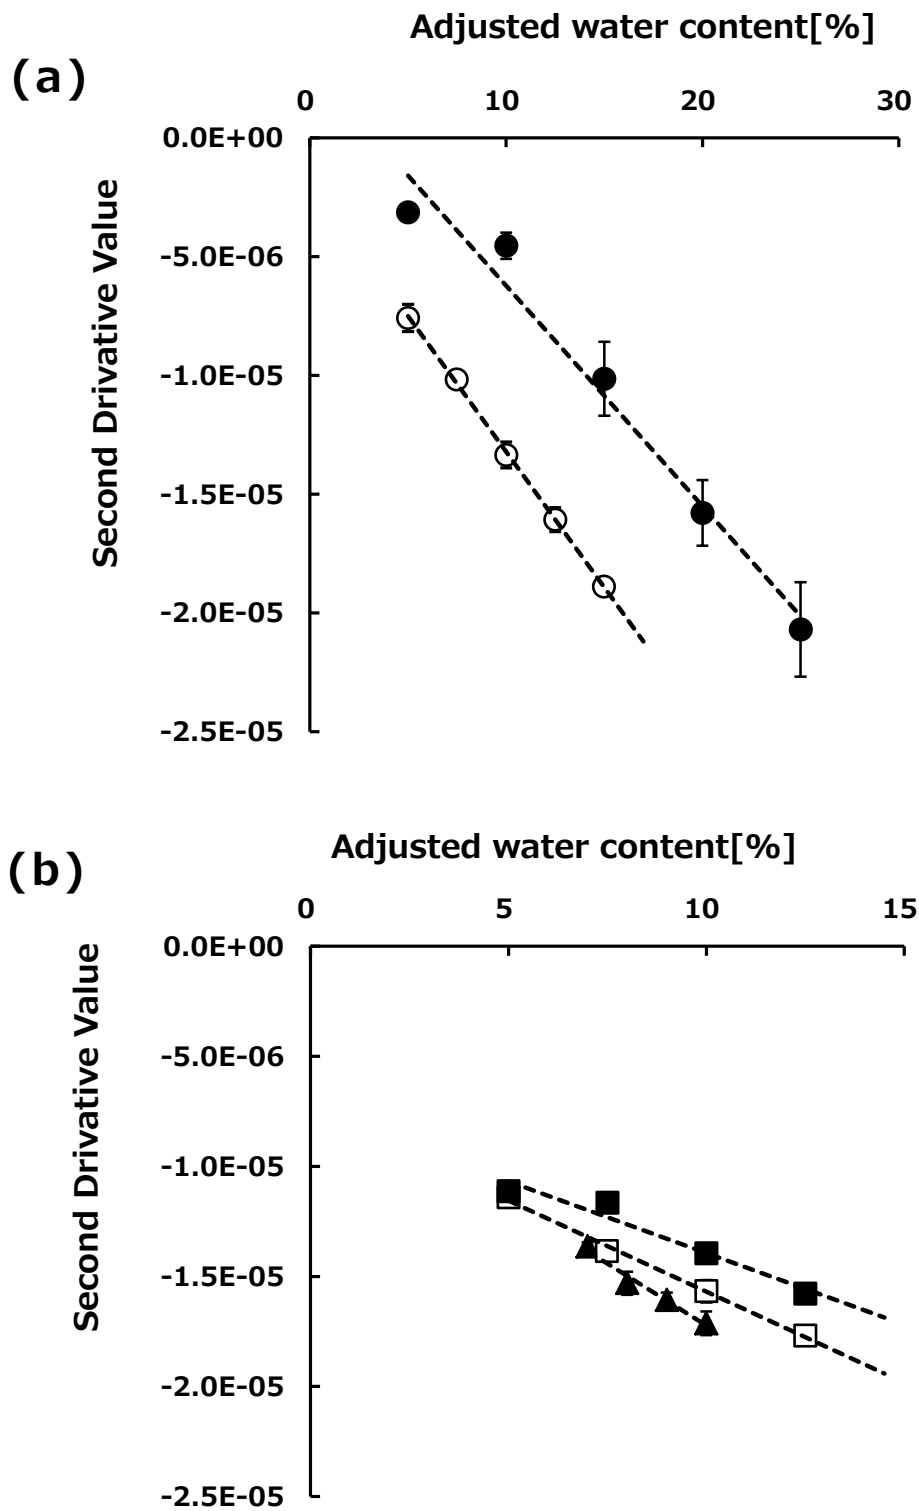 Adjusted water content[%]
(a)
0 10 20 30
0.0E+00
-5.0E-06
-1.0E-05
-1.5E-05
-2.0E-05
-2.5E-05
Second Drivative Value
Adjusted water content[%]
(b)
0 5 10 15
0.0E+00
-5.0E-06
-1.0E-05
-1.5E-05
-2.0E-05
-2.5E-05
Second Drivative Value